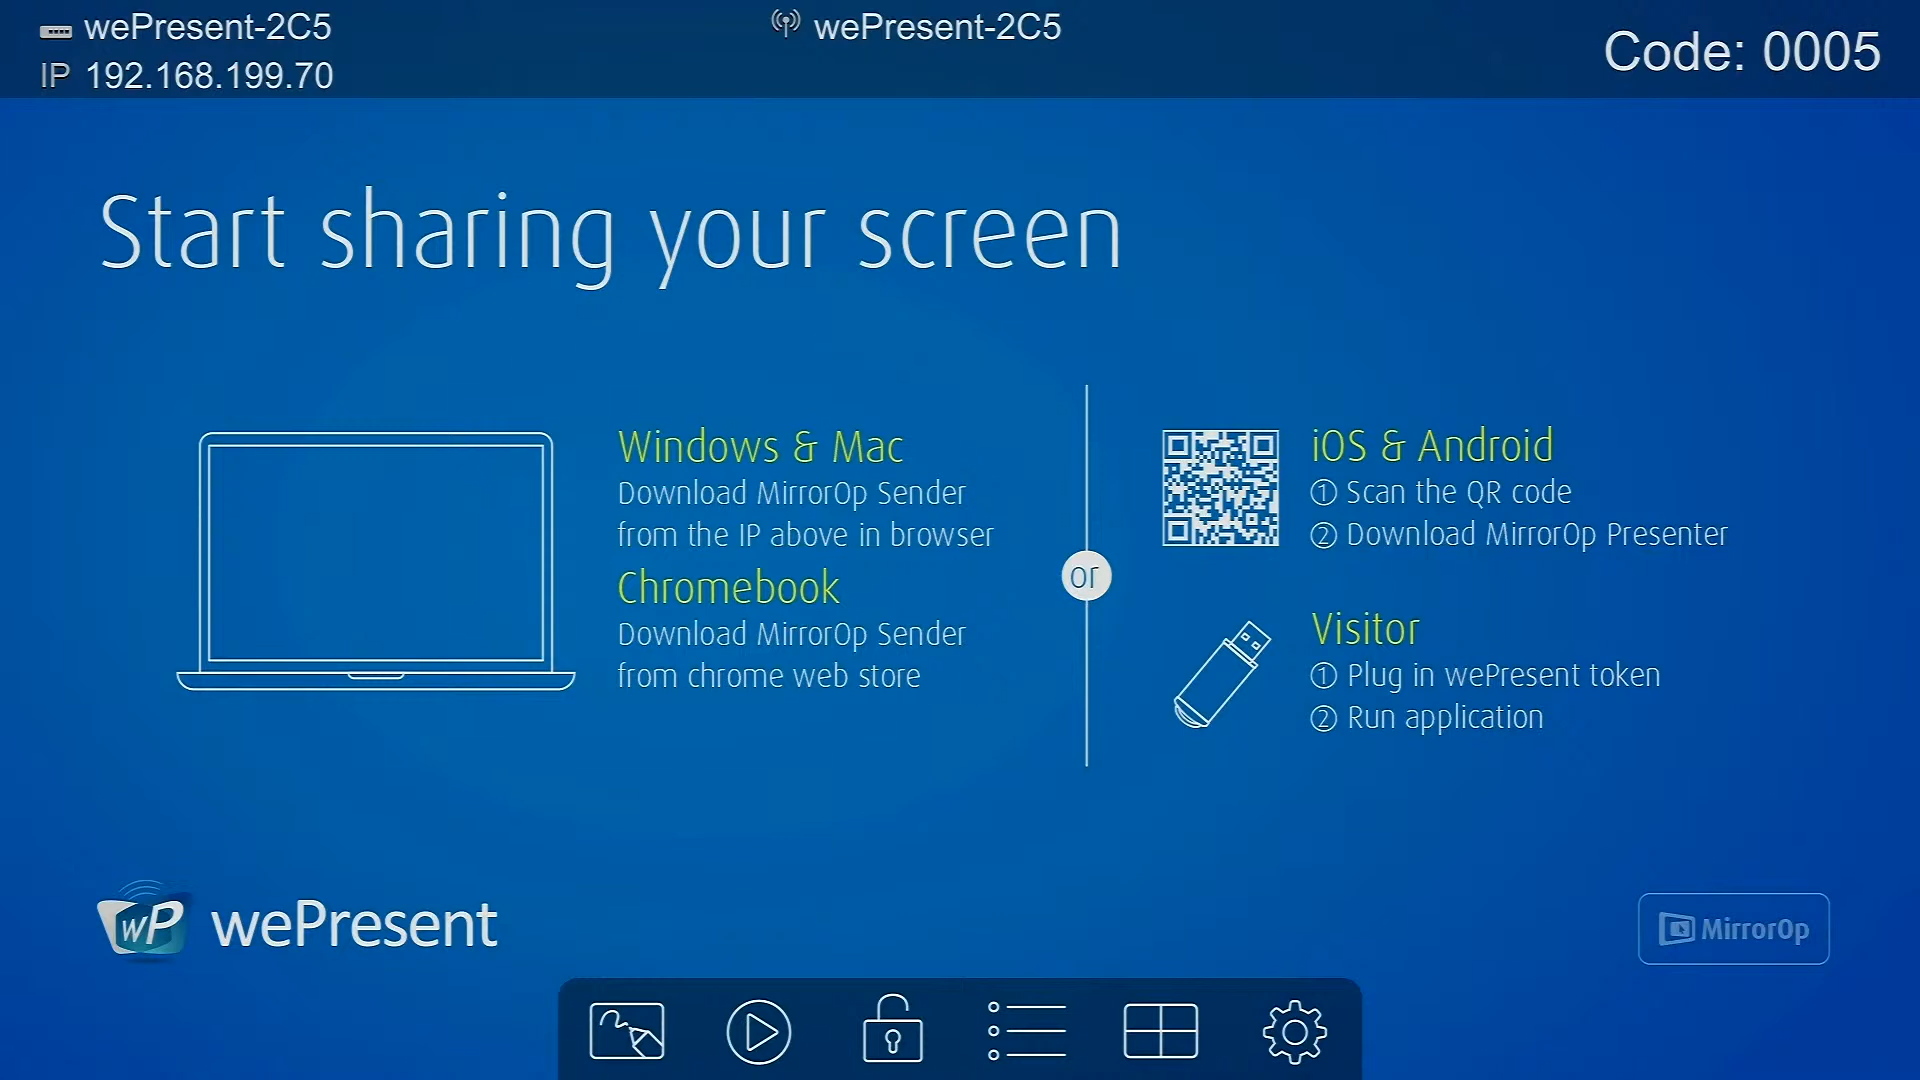 wePresent-2C5
wePresent-2C5
IP 192.168.199.70
Code: 0005
Start sharing your screen
Windows & Mac
Download MirrorOp Sender
from the IP above in browser
Chromebook
Download MirrorOp Sender
from chrome web store
or
iOS & Android
① Scan the QR code
② Download MirrorOp Presenter
Visitor
① Plug in wePresent token
② Run application
wP wePresent
MirrorOp